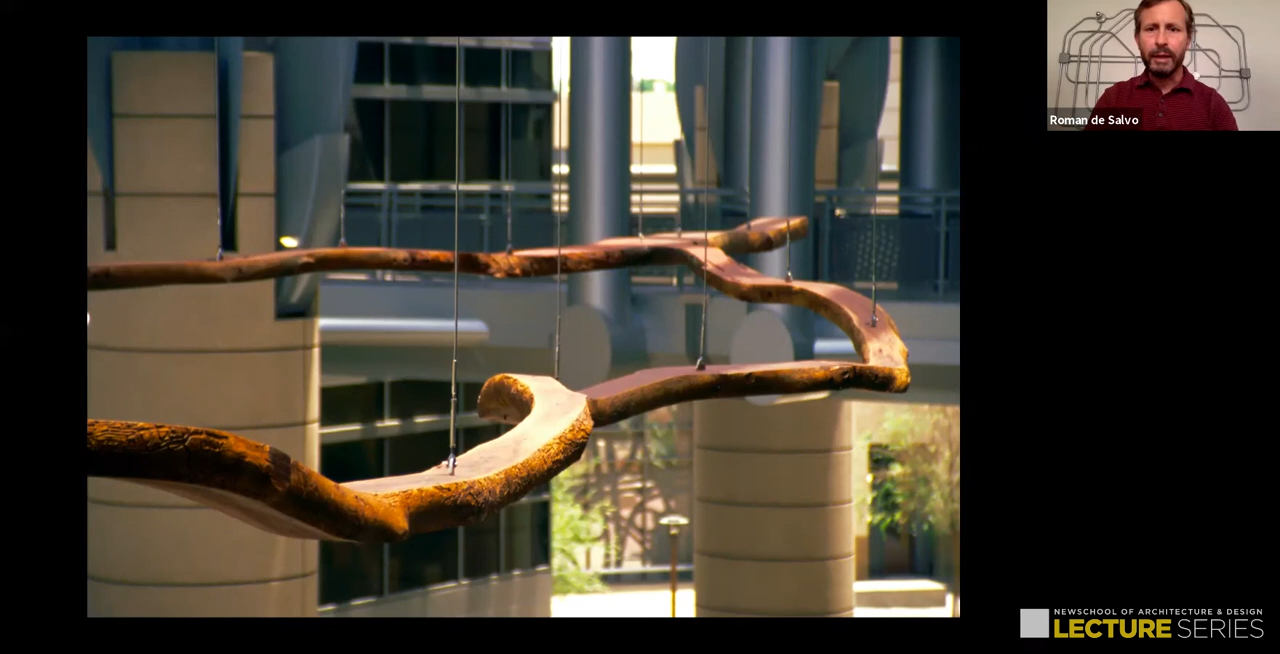 Roman de Salvo
NEWSCHOOL OF ARCHITECTURE & DESIGN
LECTURE SERIES